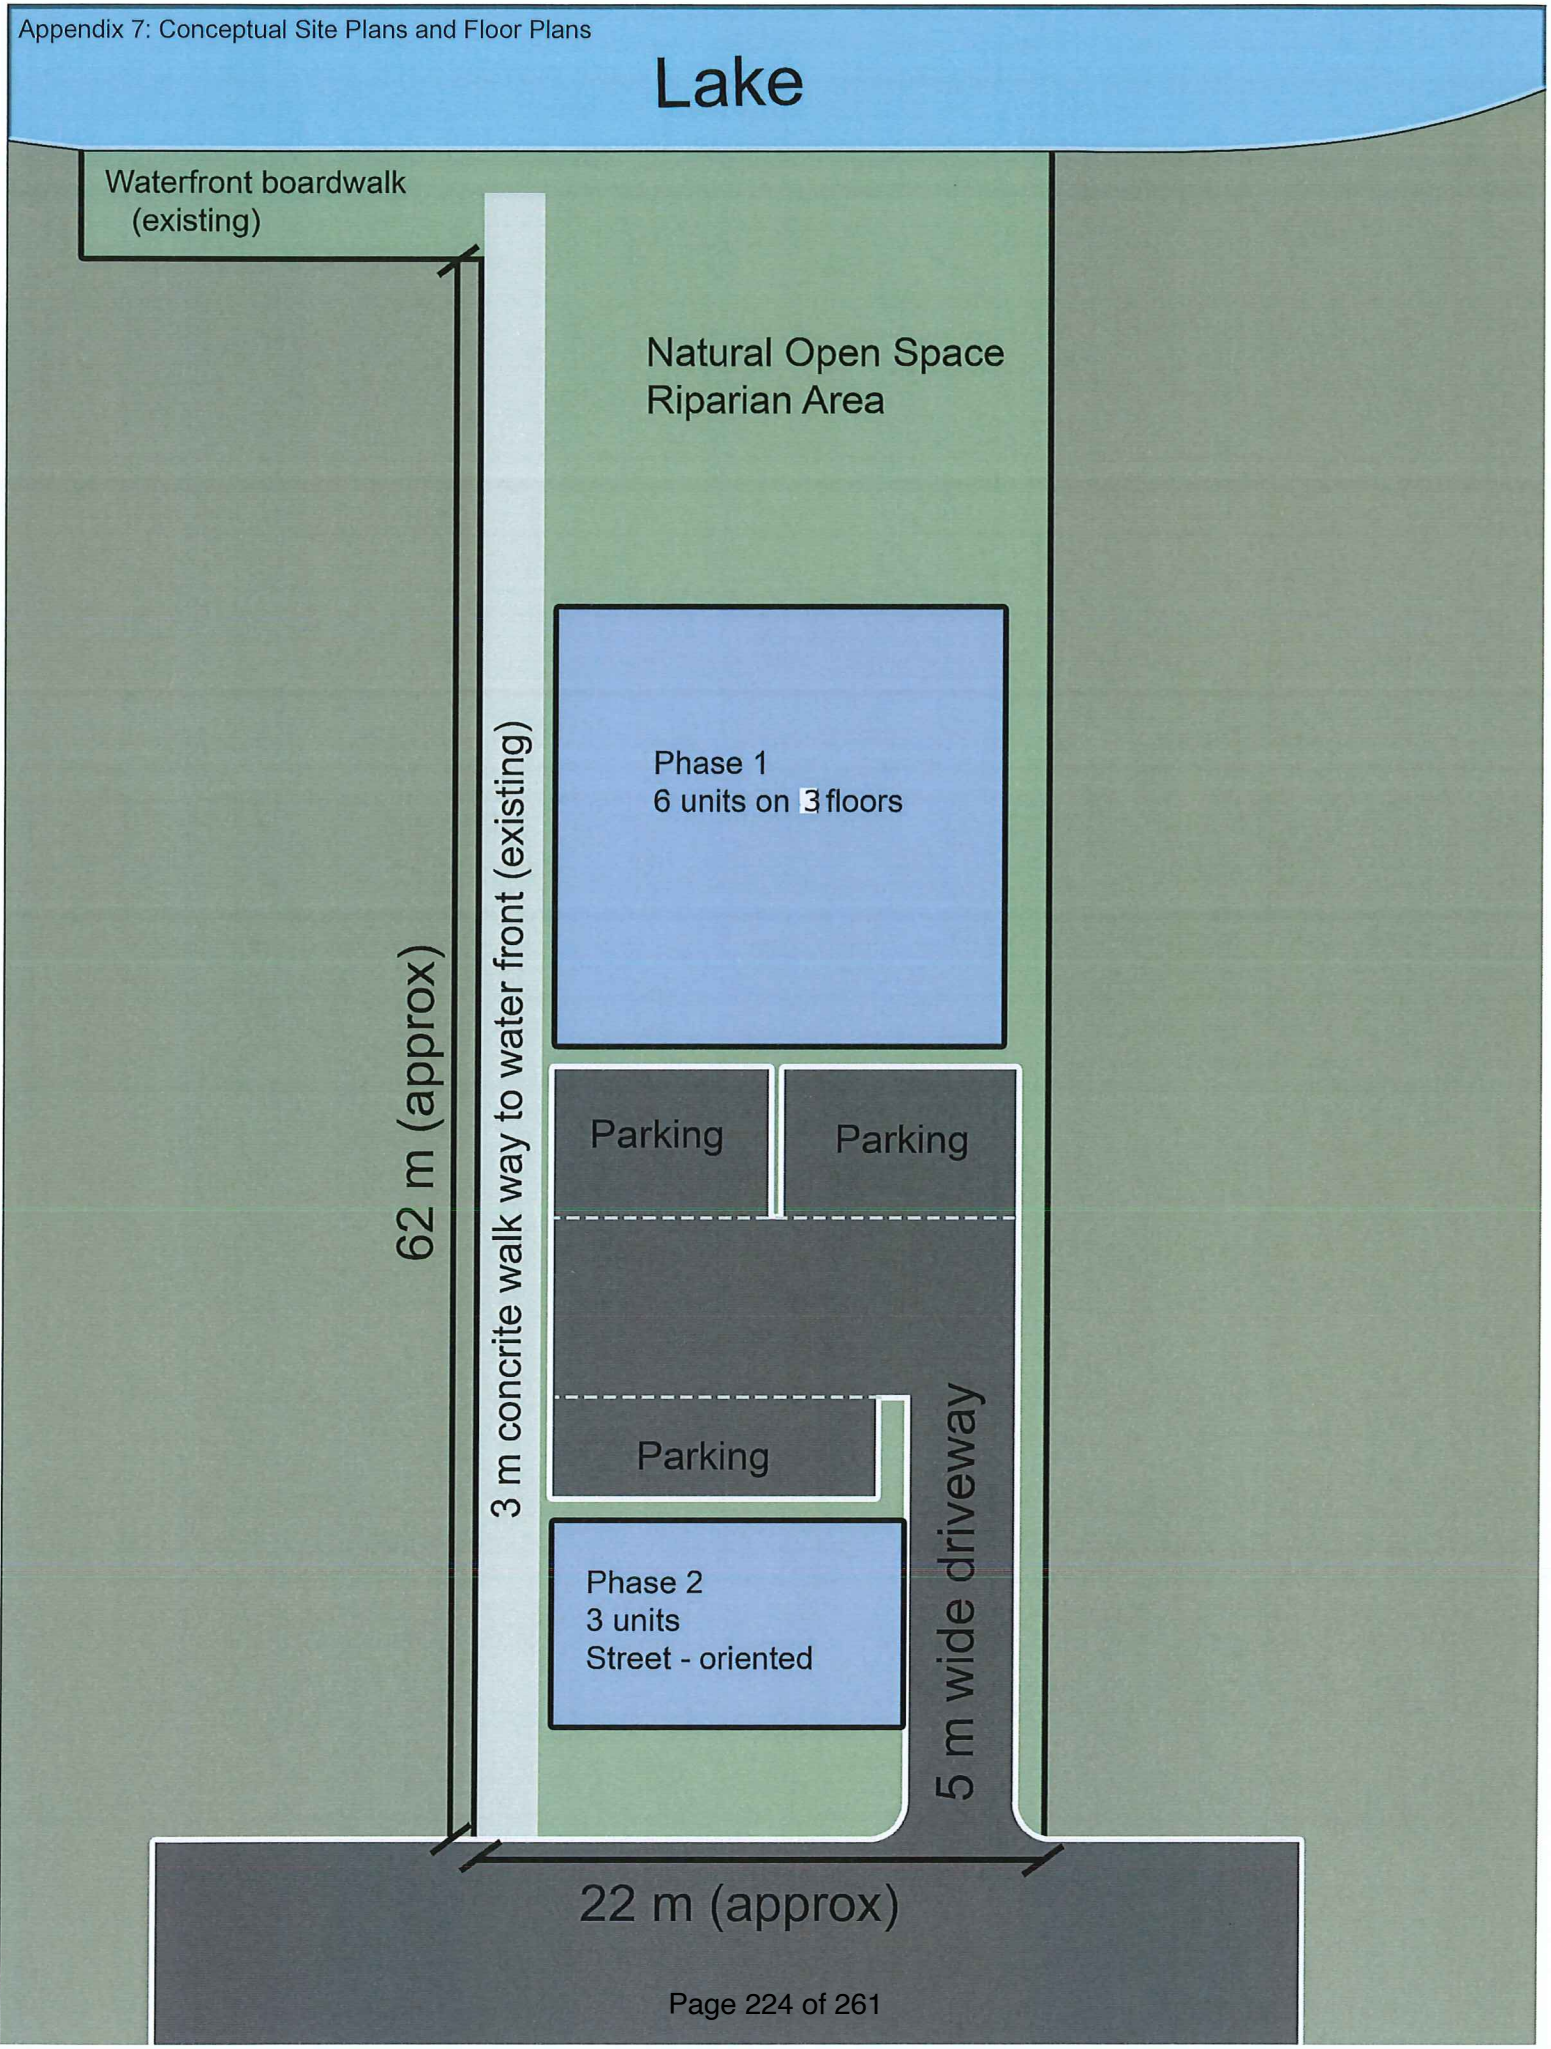 Appendix 7: Conceptual Site Plans and Floor Plans
Lake
Waterfront boardwalk
(existing)
Natural Open Space
Riparian Area
Phase 1
6 units on 3 floors
3 m concrite walk way to water front (existing)
62 m (approx)
Parking
Parking
Parking
5 m wide driveway
Phase 2
3 units
Street - oriented
22 m (approx)
Page 224 of 261